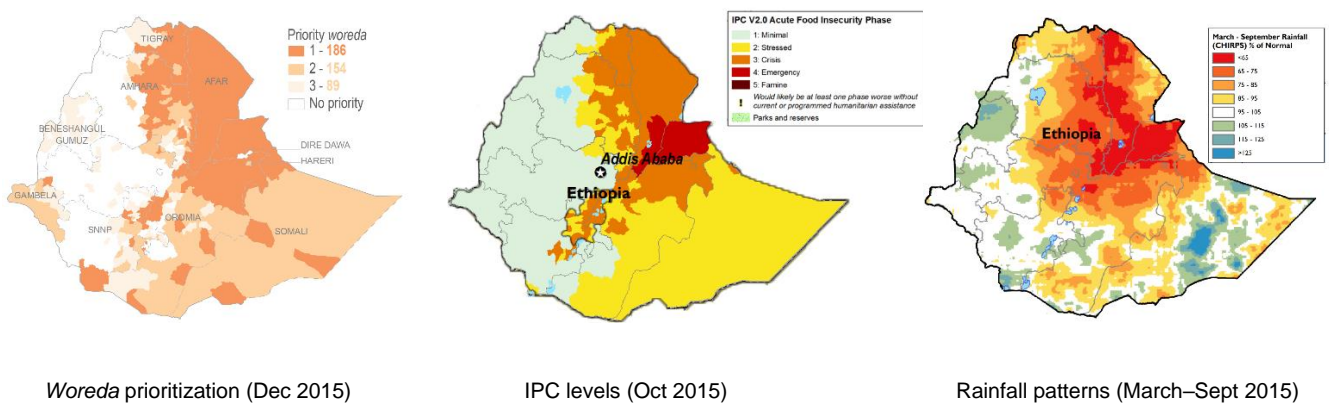 Priority woreda
1 - 186
2 - 154
3 - 89
No priority
TIGRAY
AFAR
AMHARA
BENESHANGUL
GUMUZ
DIRE DAWA
HARERI
GAMBELA
OROMIA
SNNP
SOMALI
Woreda prioritization (Dec 2015)
IPC V2.0 Acute Food Insecurity Phase
1: Minimal
2: Stressed
3: Crisis
4: Emergency
5: Famine
! Would likely be at least one phase worse without
current or programmed humanitarian assistance
Parks and reserves
Addis Ababa
Ethiopia
IPC levels (Oct 2015)
March - September Rainfall
(CHIRPS) % of Normal
<65
65 - 75
75 - 85
85 - 95
95 - 105
105 - 115
115 - 125
>125
Ethiopia
Rainfall patterns (March–Sept 2015)